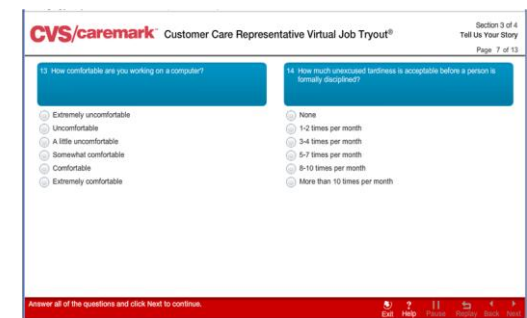 CVS/caremark™ Customer Care Representative Virtual Job Tryout®
Section 3 of 4
Tell Us Your Story
Page 7 of 13
13 How comfortable are you working on a computer?
Extremely uncomfortable
Uncomfortable
A little uncomfortable
Somewhat comfortable
Comfortable
Extremely comfortable
14 How much unexcused tardiness is acceptable before a person is
formally disciplined?
None
1-2 times per month
3-4 times per month
5-7 times per month
8-10 times per month
More than 10 times per month
Answer all of the questions and click Next to continue.
Exit Help Pause Replay Back Next